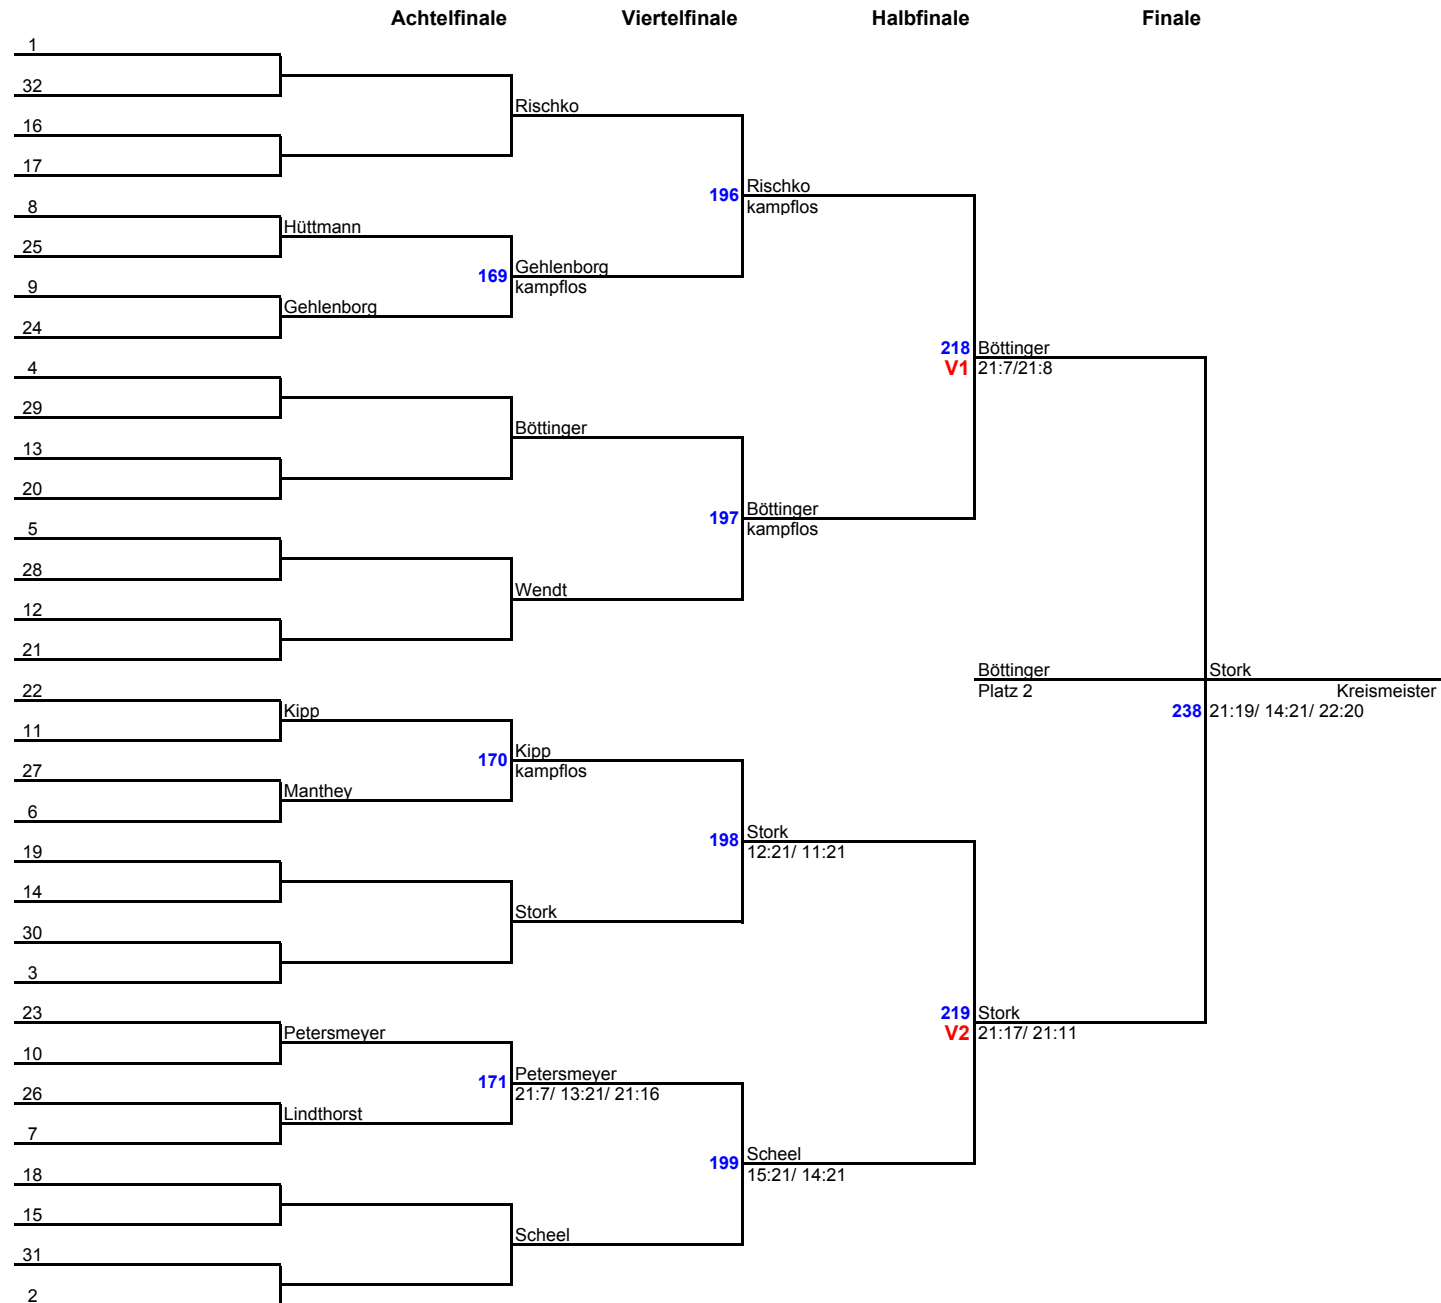 Achtelfinale Viertelfinale Halbfinale Finale
1
32
Rischko
16
17
196 Rischko
kampflos
8
Hüttmann
25
169 Gehlenborg
kampflos
9
Gehlenborg
24
218 Böttinger
V1 21:7/21:8
4
29
Böttinger
13
20
197 Böttinger
kampflos
5
28
Wendt
12
21
Böttinger Stork
Platz 2 Kreismeister
238 21:19/ 14:21/ 22:20
22
Kipp
11
170 Kipp
kampflos
27
Manthey
6
198 Stork
12:21/ 11:21
19
14
Stork
30
3
219 Stork
V2 21:17/ 21:11
23
Petersmeyer
10
171 Petersmeyer
21:7/ 13:21/ 21:16
26
Lindthorst
7
199 Scheel
15:21/ 14:21
18
15
Scheel
31
2